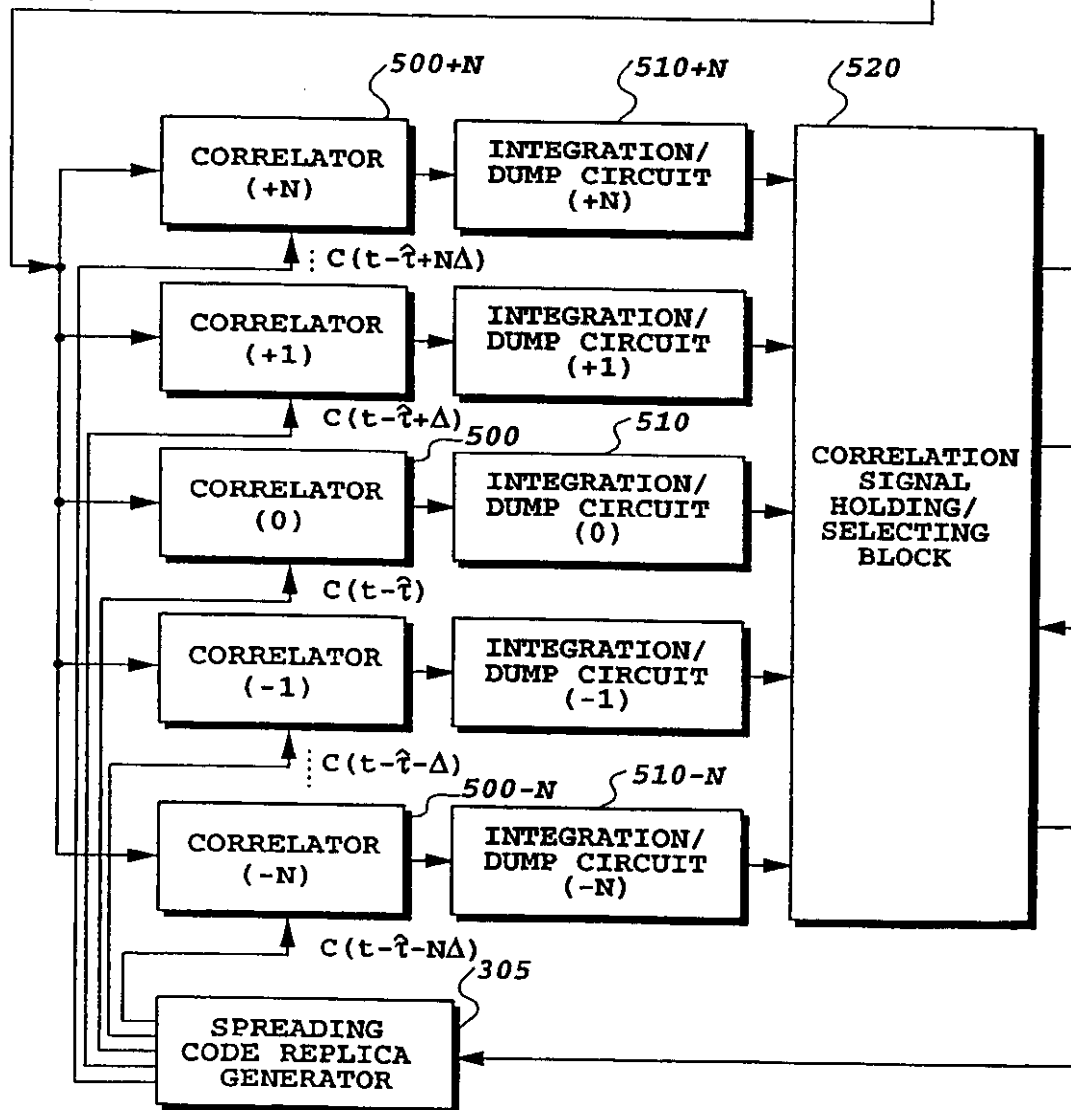 500+N
510+N
520
CORRELATOR
(+N)
INTEGRATION/
DUMP CIRCUIT
(+N)
C(t-τ̂+NΔ)
CORRELATOR
(+1)
INTEGRATION/
DUMP CIRCUIT
(+1)
C(t-τ̂+Δ)
500
510
CORRELATOR
(0)
INTEGRATION/
DUMP CIRCUIT
(0)
CORRELATION
SIGNAL
HOLDING/
SELECTING
BLOCK
C(t-τ̂)
CORRELATOR
(-1)
INTEGRATION/
DUMP CIRCUIT
(-1)
C(t-τ̂-Δ)
500-N
510-N
CORRELATOR
(-N)
INTEGRATION/
DUMP CIRCUIT
(-N)
C(t-τ̂-NΔ)
305
SPREADING
CODE REPLICA
GENERATOR